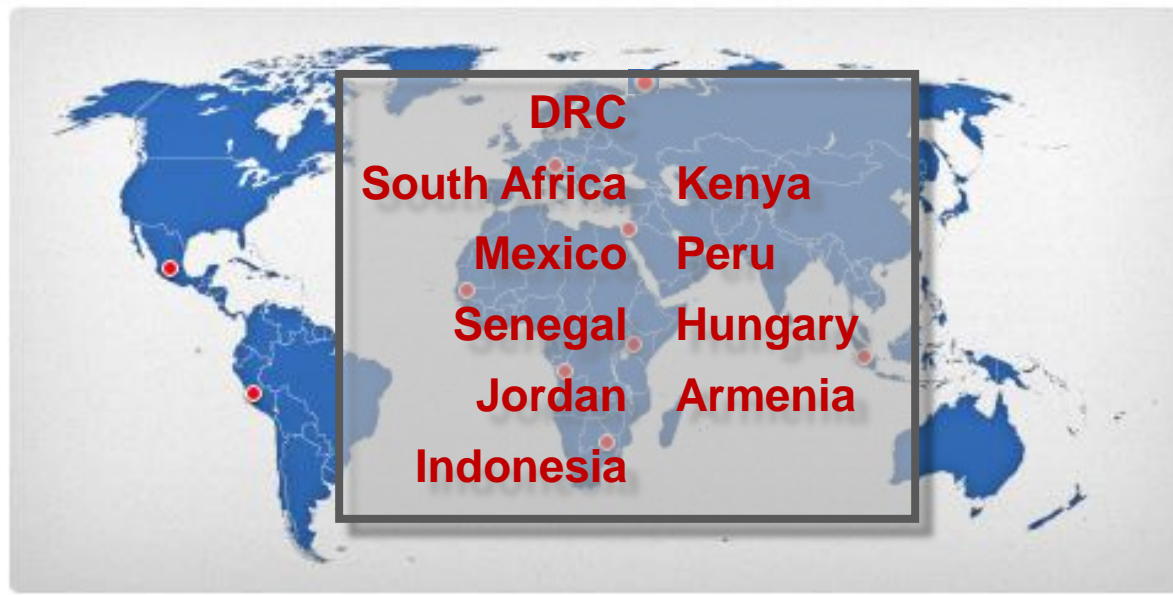 DRC
South Africa Kenya
Mexico Peru
Senegal Hungary
Jordan Armenia
Indonesia